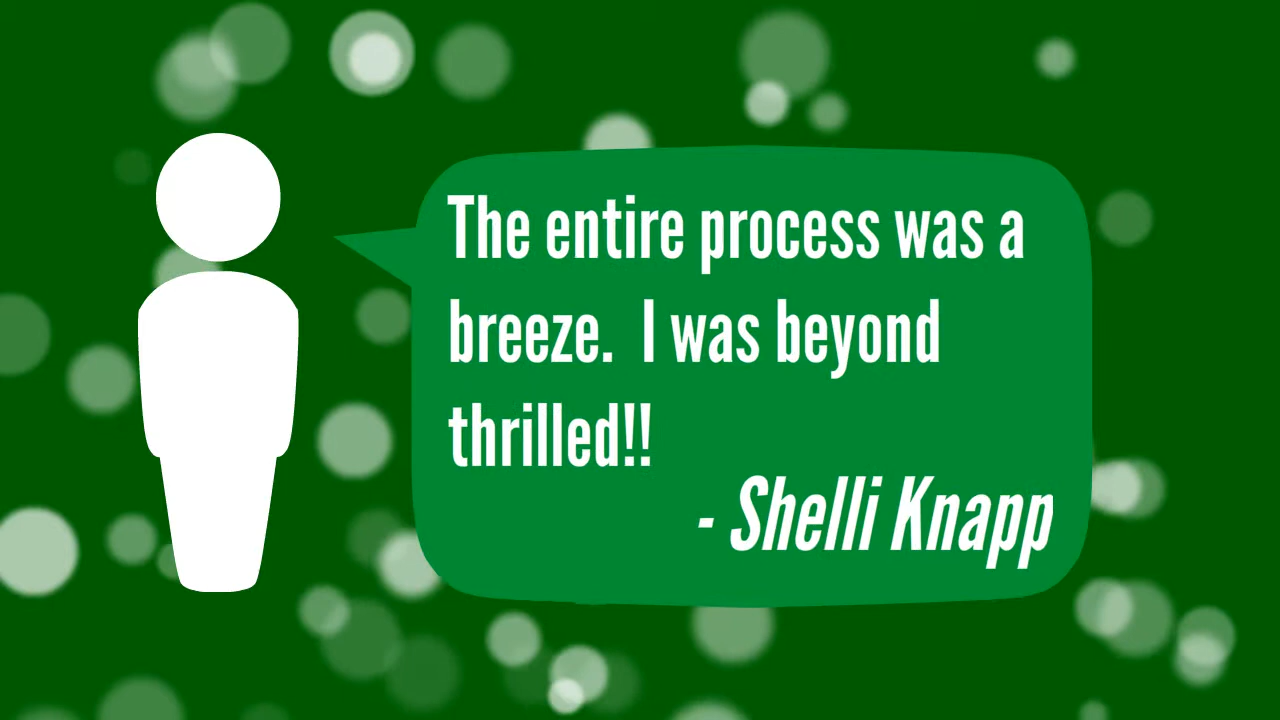 The entire process was a
breeze.  I was beyond
thrilled!!
- Shelli Knapp